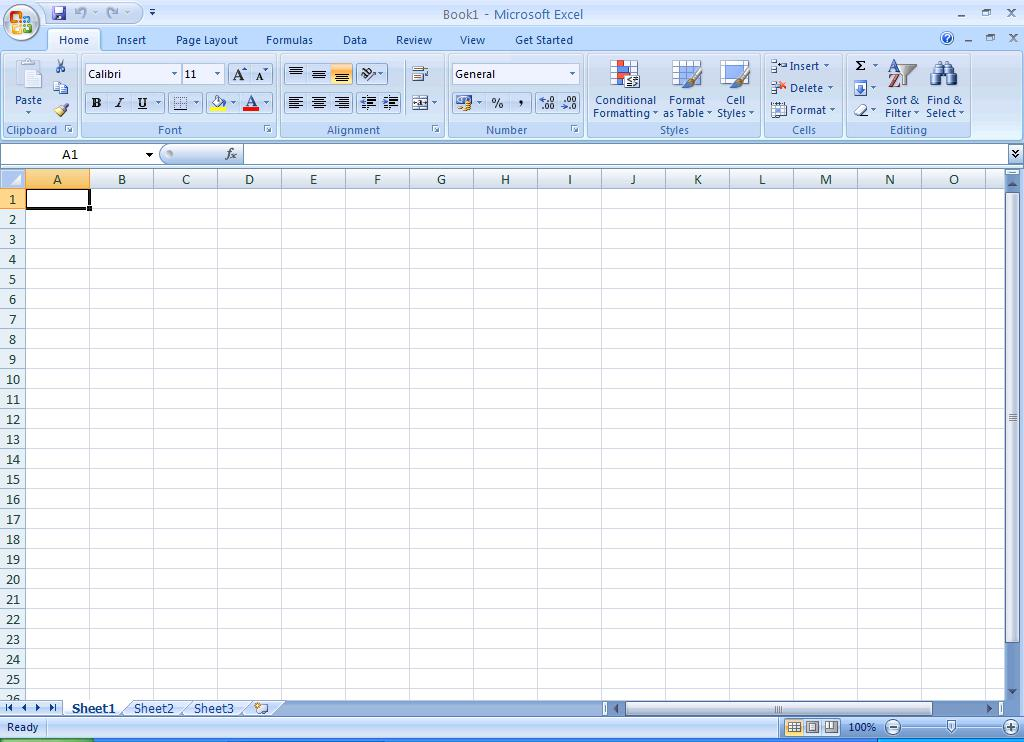 Book1 - Microsoft Excel
Home Insert Page Layout Formulas Data Review View Get Started
Calibri 11 A A General Insert Σ
Delete
Paste B I U A % , .00 .00 Conditional Formatting Format as Table Cell Styles Format Sort & Filter Find & Select
Clipboard Font Alignment Number Styles Cells Editing
A1 fx
A B C D E F G H I J K L M N O
1
2
3
4
5
6
7
8
9
10
11
12
13
14
15
16
17
18
19
20
21
22
23
24
25
26
Sheet1 Sheet2 Sheet3
Ready 100%